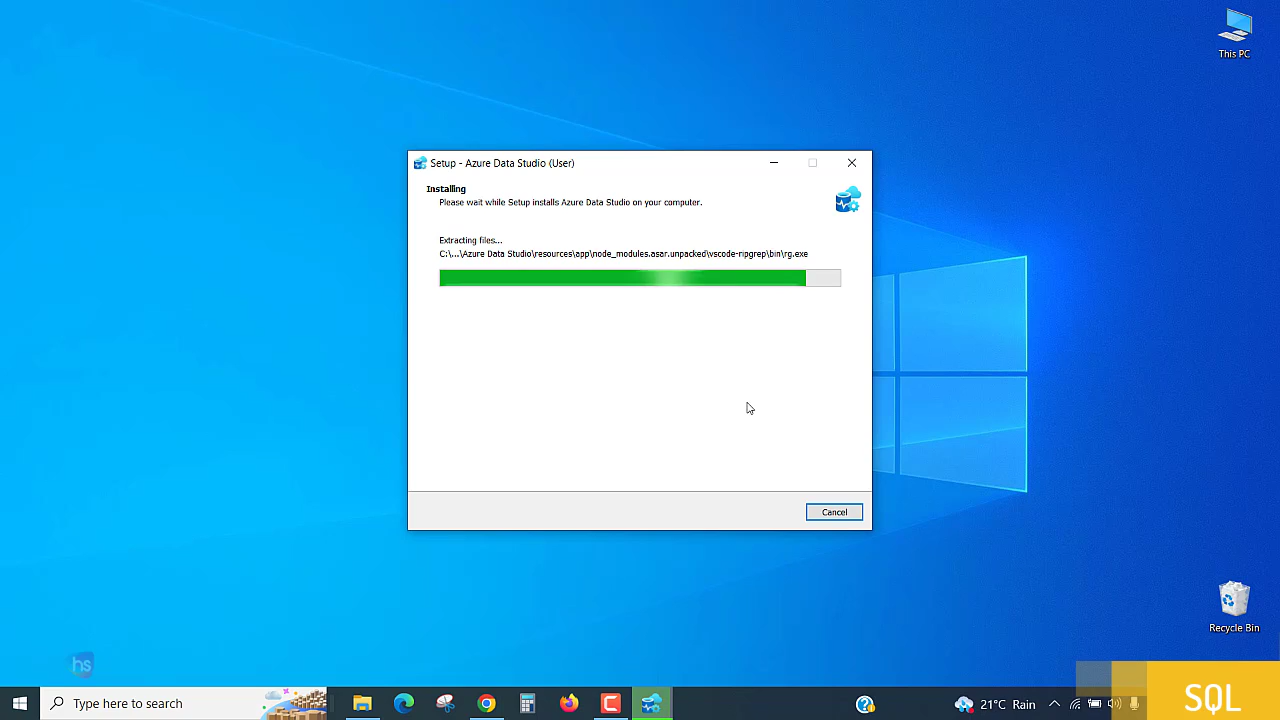 This PC
Setup - Azure Data Studio (User)
Installing
Please wait while Setup installs Azure Data Studio on your computer.
Extracting files...
C:\...\Azure Data Studio\resources\app\node_modules.asar.unpacked\vscode-ripgrep\bin\rg.exe
Cancel
Recycle Bin
hs
Type here to search
21°C Rain
SQL